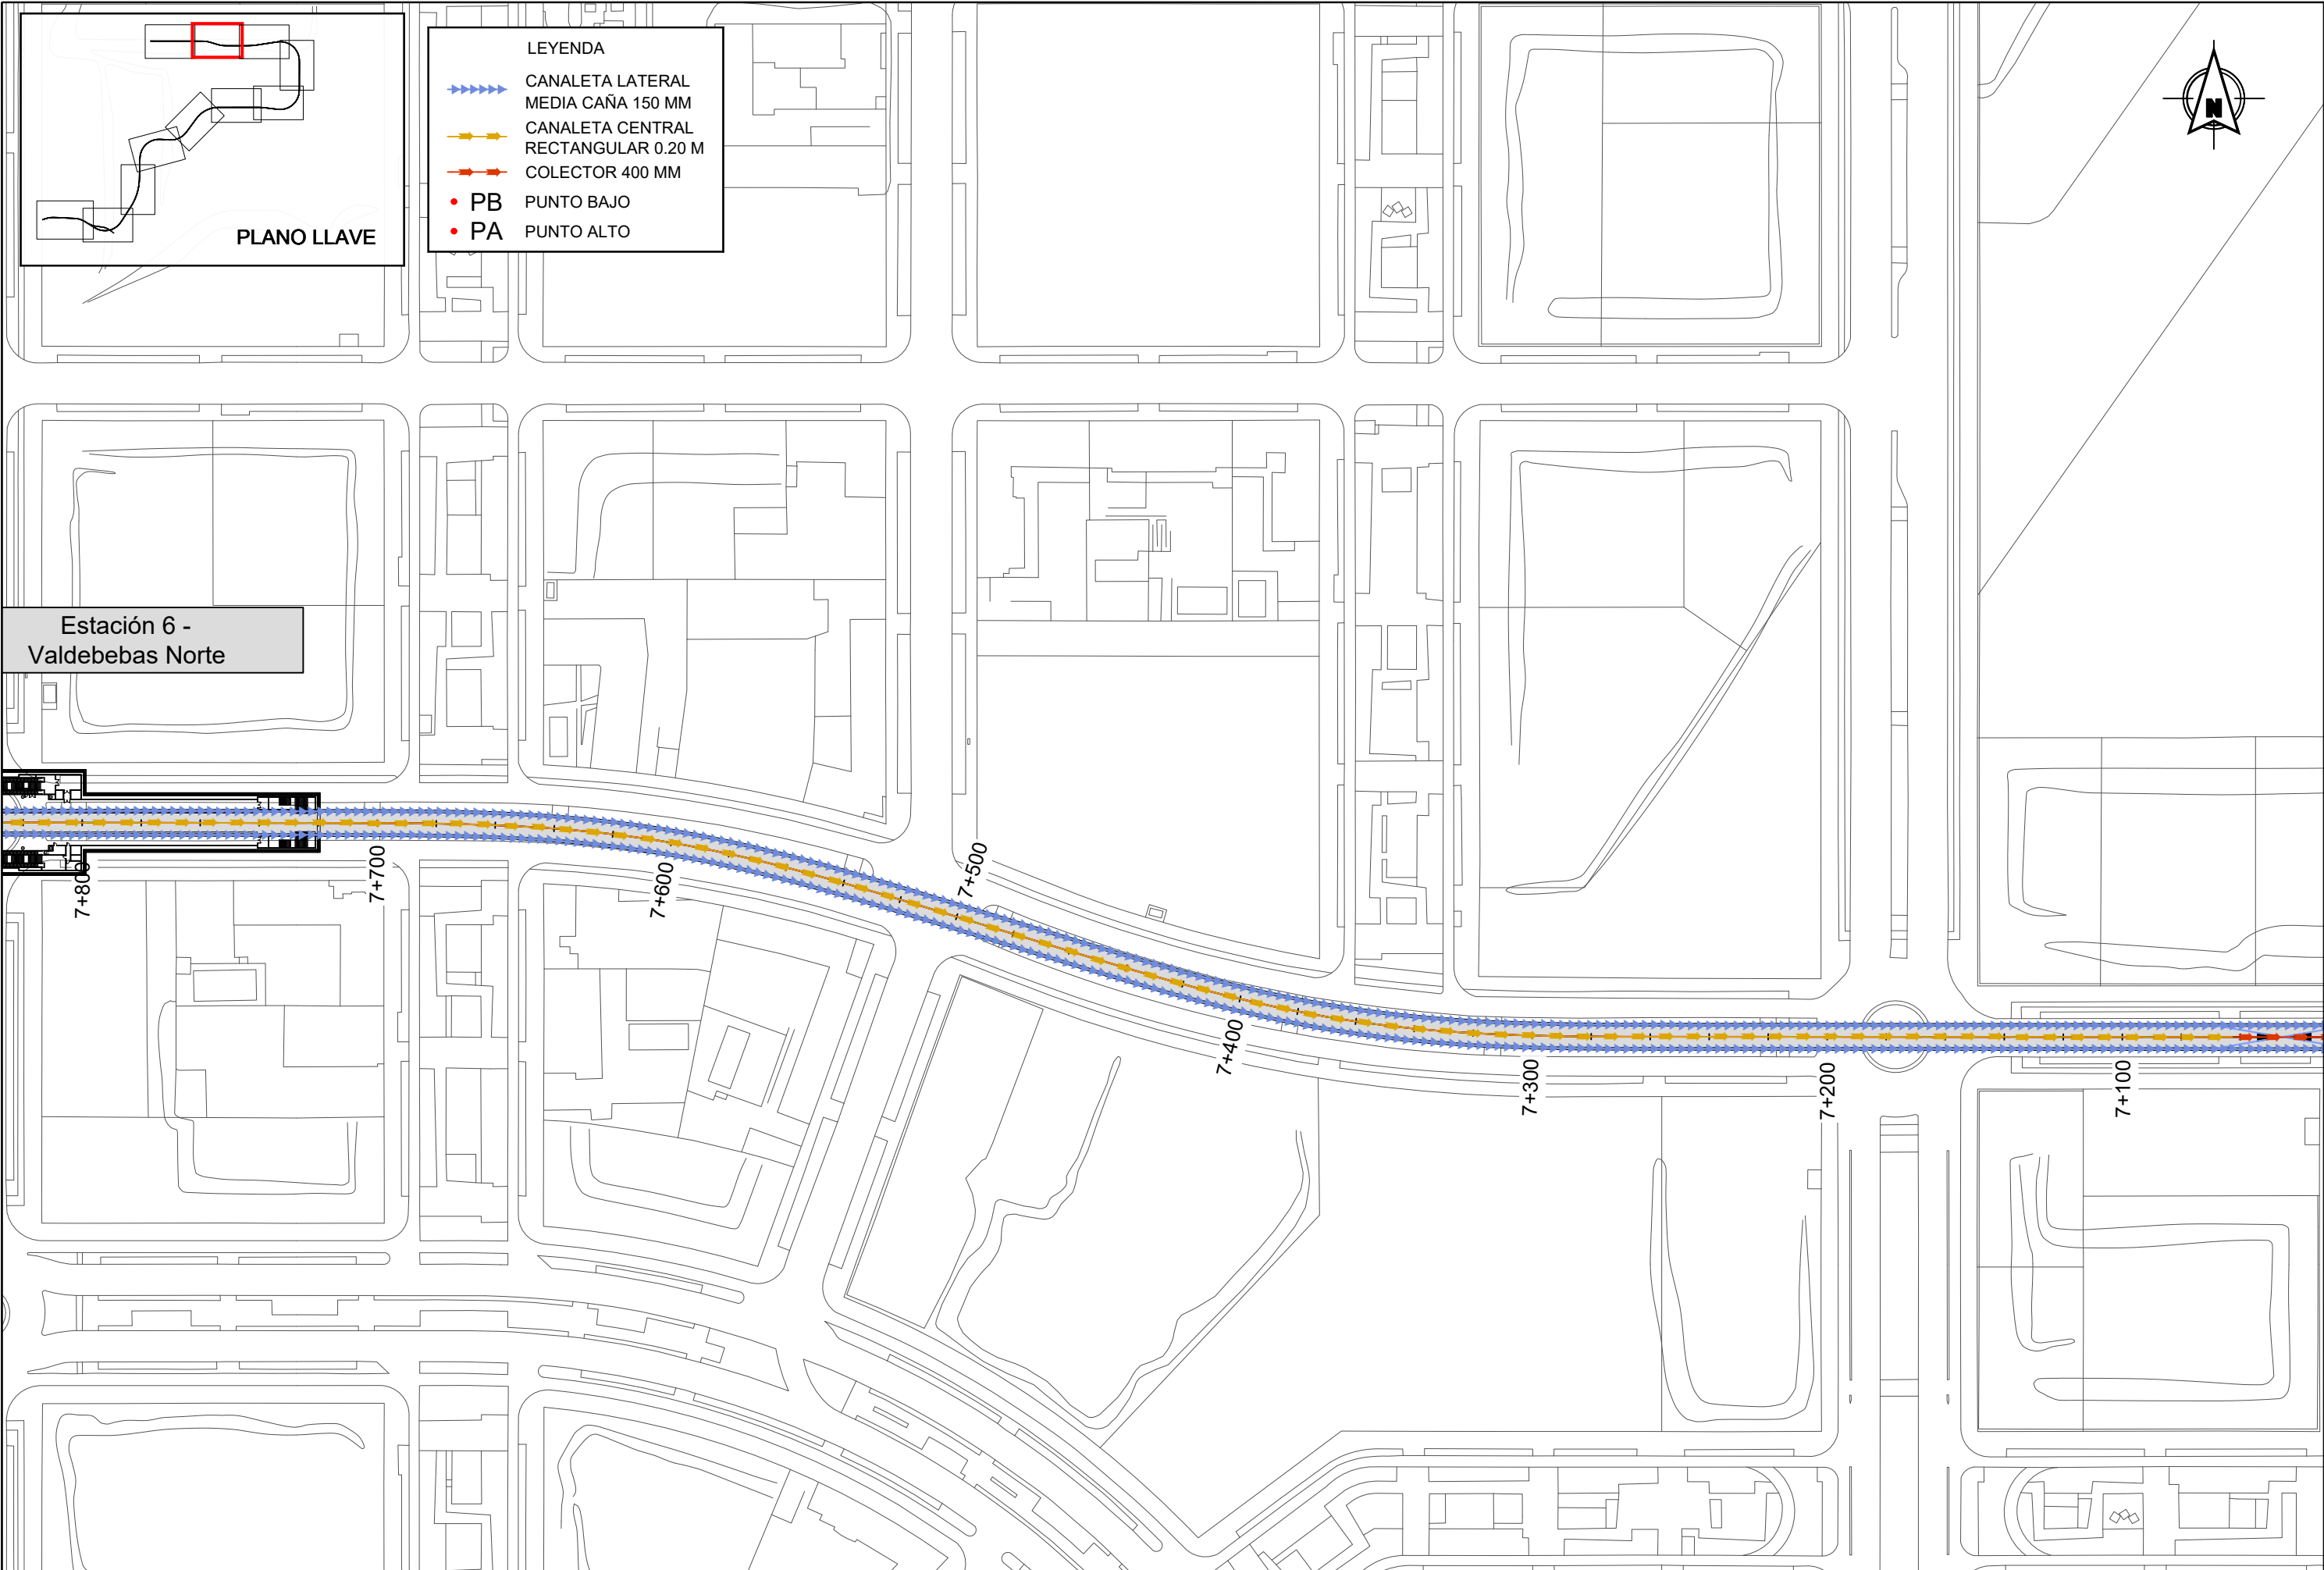 PLANO LLAVE
LEYENDA
CANALETA LATERAL
MEDIA CAÑA 150 MM
CANALETA CENTRAL
RECTANGULAR 0.20 M
COLECTOR 400 MM
PB PUNTO BAJO
PA PUNTO ALTO
N
Estación 6 -
Valdebebas Norte
7+800
7+700
7+600
7+500
7+400
7+300
7+200
7+100